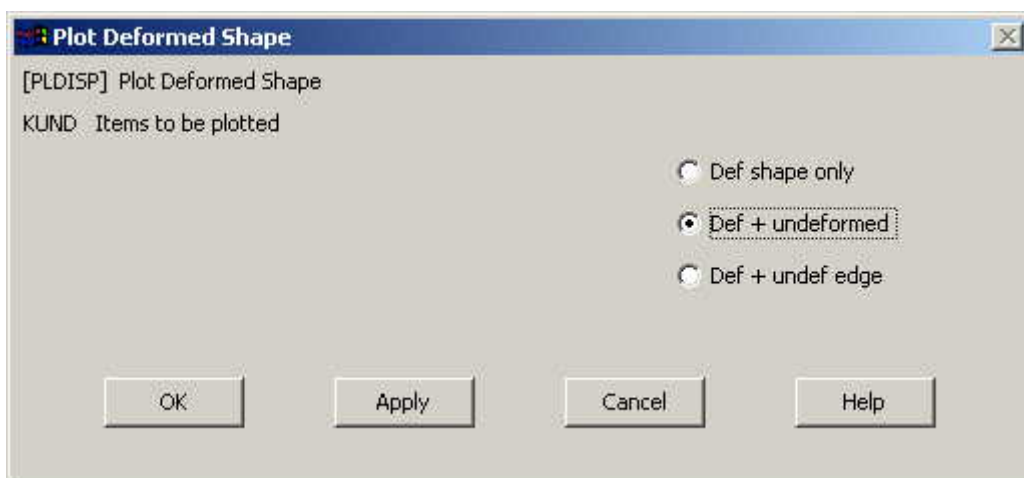 Plot Deformed Shape
[PLDISP] Plot Deformed Shape
KUND Items to be plotted
Def shape only
Def + undeformed
Def + undef edge
OK Apply Cancel Help